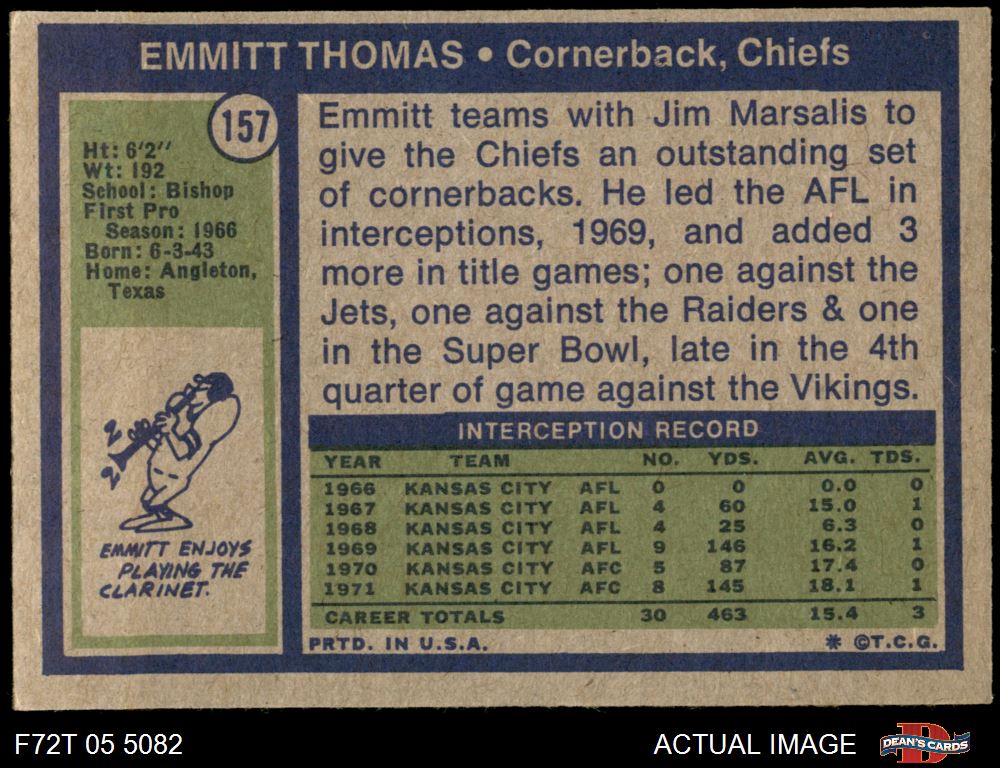 EMMITT THOMAS • Cornerback, Chiefs
157
Ht: 6'2''
Wt: 192
School: Bishop
First Pro
Season: 1966
Born: 6-3-43
Home: Angleton,
Texas
EMMITT ENJOYS
PLAYING THE
CLARINET.
Emmitt teams with Jim Marsalis to
give the Chiefs an outstanding set
of cornerbacks. He led the AFL in
interceptions, 1969, and added 3
more in title games; one against the
Jets, one against the Raiders & one
in the Super Bowl, late in the 4th
quarter of game against the Vikings.
INTERCEPTION RECORD
YEAR TEAM NO. YDS. AVG. TDS.
1966 KANSAS CITY AFL 0 0 0.0 0
1967 KANSAS CITY AFL 4 60 15.0 1
1968 KANSAS CITY AFL 4 25 6.3 0
1969 KANSAS CITY AFL 9 146 16.2 1
1970 KANSAS CITY AFC 5 87 17.4 0
1971 KANSAS CITY AFC 8 145 18.1 1
CAREER TOTALS 30 463 15.4 3
PRTD. IN U.S.A. * ©T.C.G.
F72T 05 5082 ACTUAL IMAGE DEAN'S CARDS